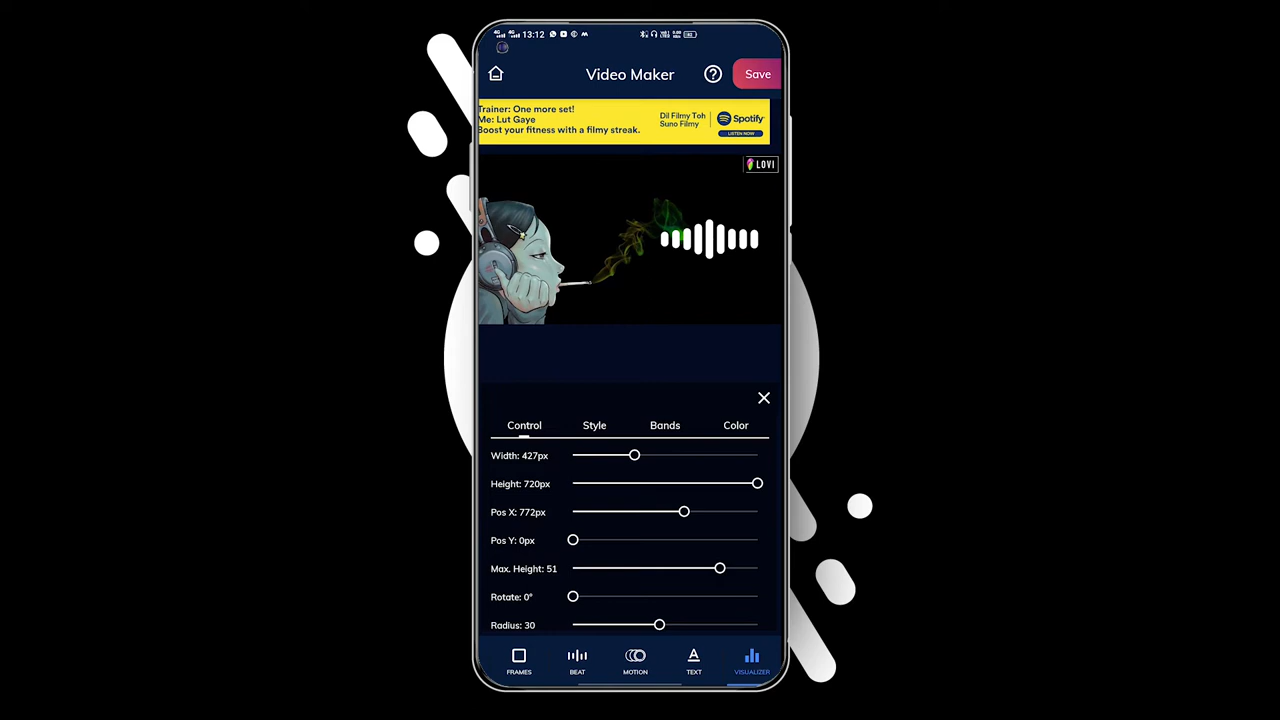 13:12
Video Maker
Save
Trainer: One more set!
Me: Lut Gaye
Boost your fitness with a filmy streak.
Dil Filmy Toh
Suno Filmy
Spotify
LISTEN NOW
LOVI
Control Style Bands Color
Width: 427px
Height: 720px
Pos X: 772px
Pos Y: 0px
Max. Height: 51
Rotate: 0°
Radius: 30
FRAMES BEAT MOTION TEXT VISUALIZER